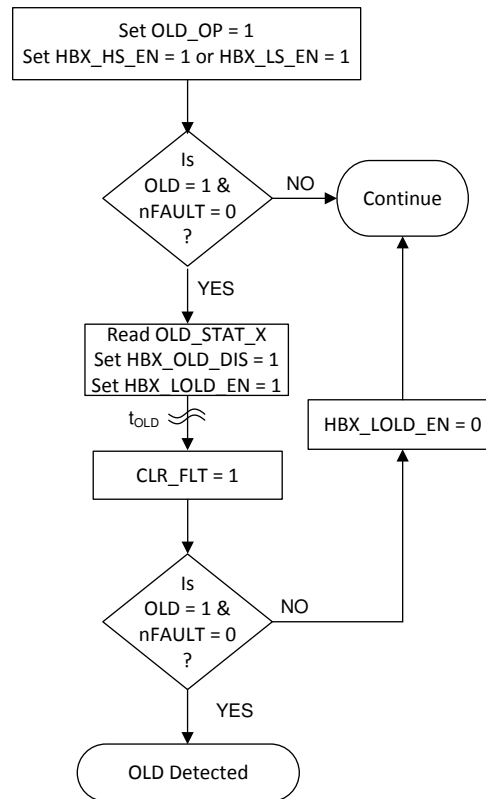 Set OLD_OP = 1
Set HBX_HS_EN = 1 or HBX_LS_EN = 1
Is
OLD = 1 &
nFAULT = 0
?
NO
Continue
YES
Read OLD_STAT_X
Set HBX_OLD_DIS = 1
Set HBX_LOLD_EN = 1
tOLD
HBX_LOLD_EN = 0
CLR_FLT = 1
Is
OLD = 1 &
nFAULT = 0
?
NO
YES
OLD Detected